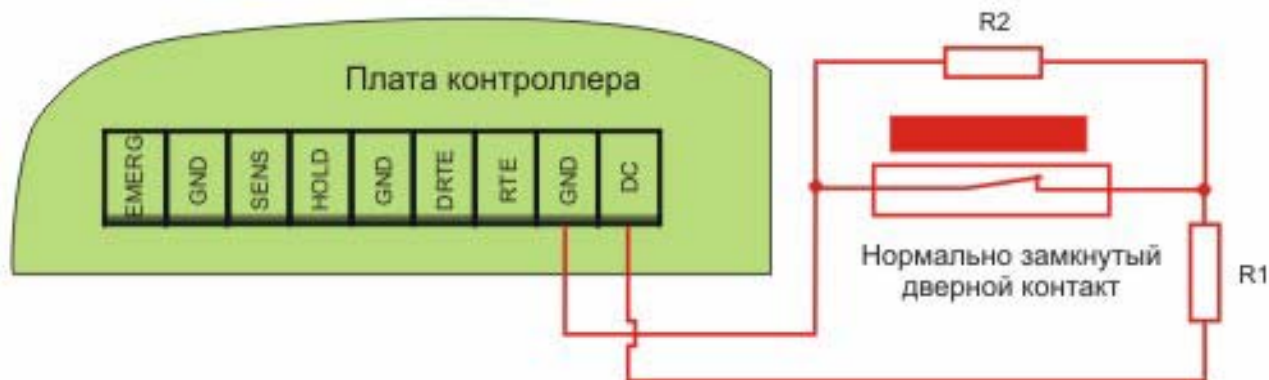 R2
Плата контроллера
EMERG
GND
SENS
HOLD
GND
DRTE
RTE
GND
DC
Нормально замкнутый
дверной контакт
R1